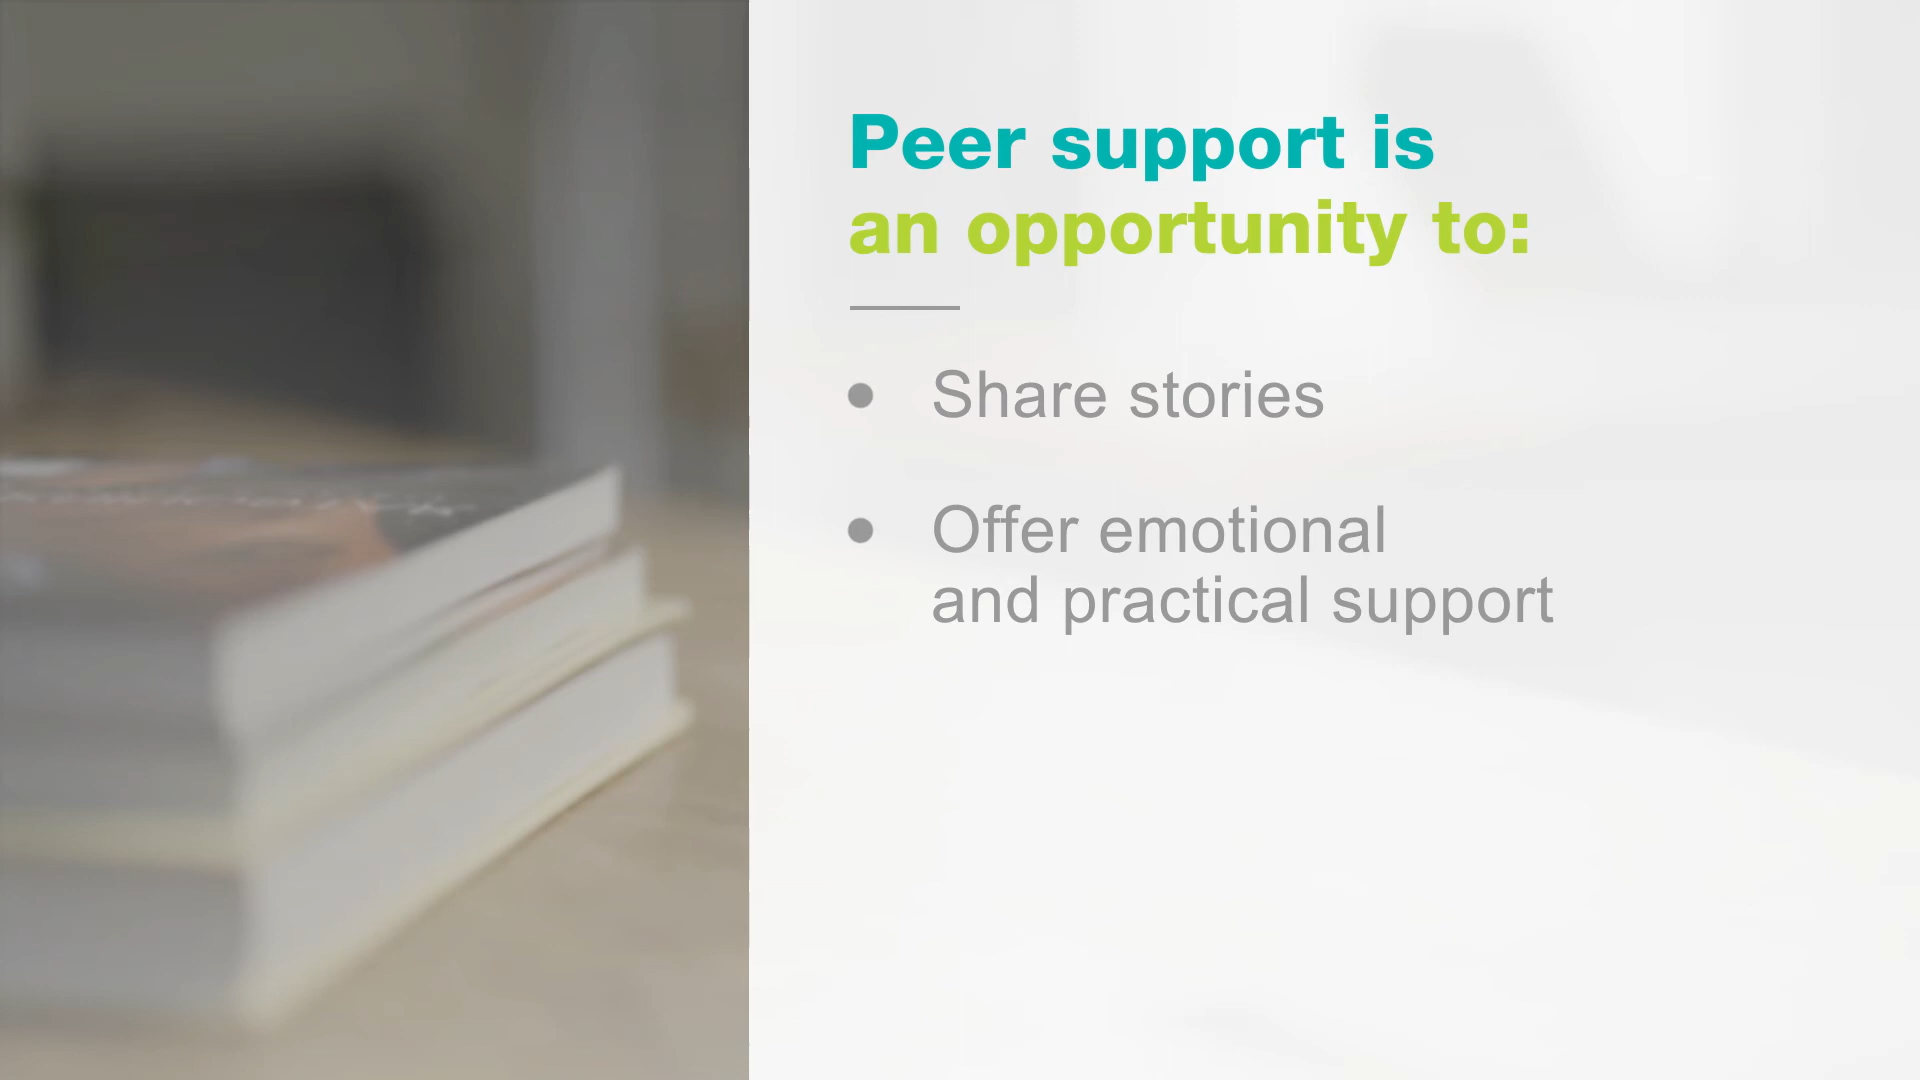 Peer support is
an opportunity to:
• Share stories
• Offer emotional
and practical support